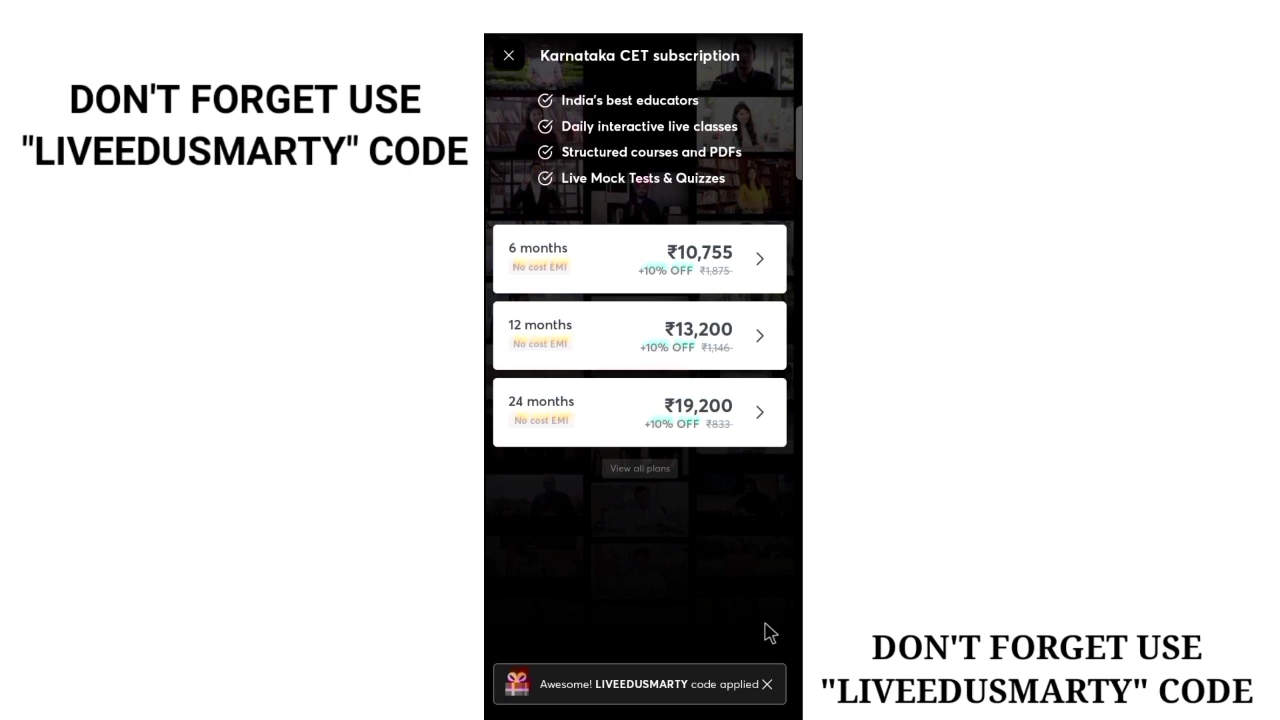 DON'T FORGET USE
"LIVEEDUSMARTY" CODE
Karnataka CET subscription
India's best educators
Daily interactive live classes
Structured courses and PDFs
Live Mock Tests & Quizzes
6 months ₹10,755
No cost EMI +10% OFF ₹1,875
12 months ₹13,200
No cost EMI +10% OFF ₹1,146
24 months ₹19,200
No cost EMI +10% OFF ₹833
View all plans
Awesome! LIVEEDUSMARTY code applied
DON'T FORGET USE
"LIVEEDUSMARTY" CODE